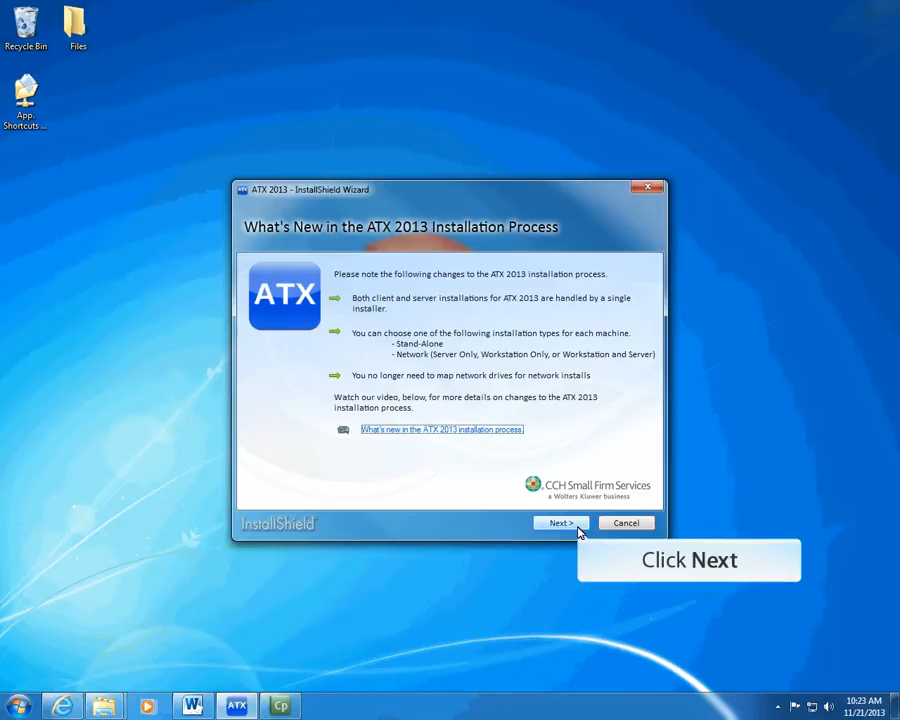 Recycle Bin
Files
App.
Shortcuts ...
ATX 2013 - InstallShield Wizard
What's New in the ATX 2013 Installation Process
ATX
Please note the following changes to the ATX 2013 installation process.
Both client and server installations for ATX 2013 are handled by a single
installer.
You can choose one of the following installation types for each machine.
- Stand-Alone
- Network (Server Only, Workstation Only, or Workstation and Server)
You no longer need to map network drives for network installs
Watch our video, below, for more details on changes to the ATX 2013
installation process.
What's new in the ATX 2013 installation process.
CCH Small Firm Services
a Wolters Kluwer business
InstallShield
Next >
Cancel
Click Next
ATX
Cp
10:23 AM
11/21/2013